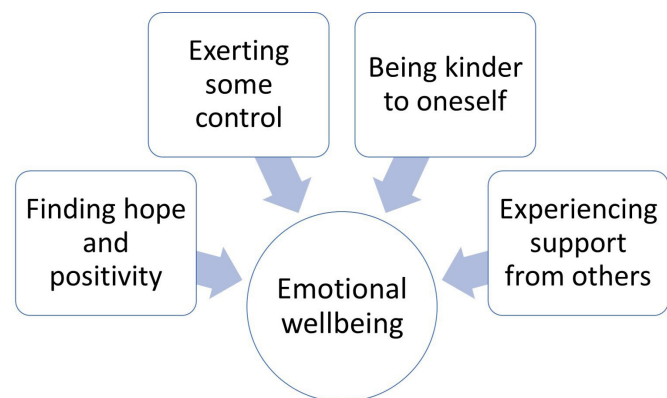 Exerting
some
control
Being kinder
to oneself
Finding hope
and
positivity
Experiencing
support
from others
Emotional
wellbeing